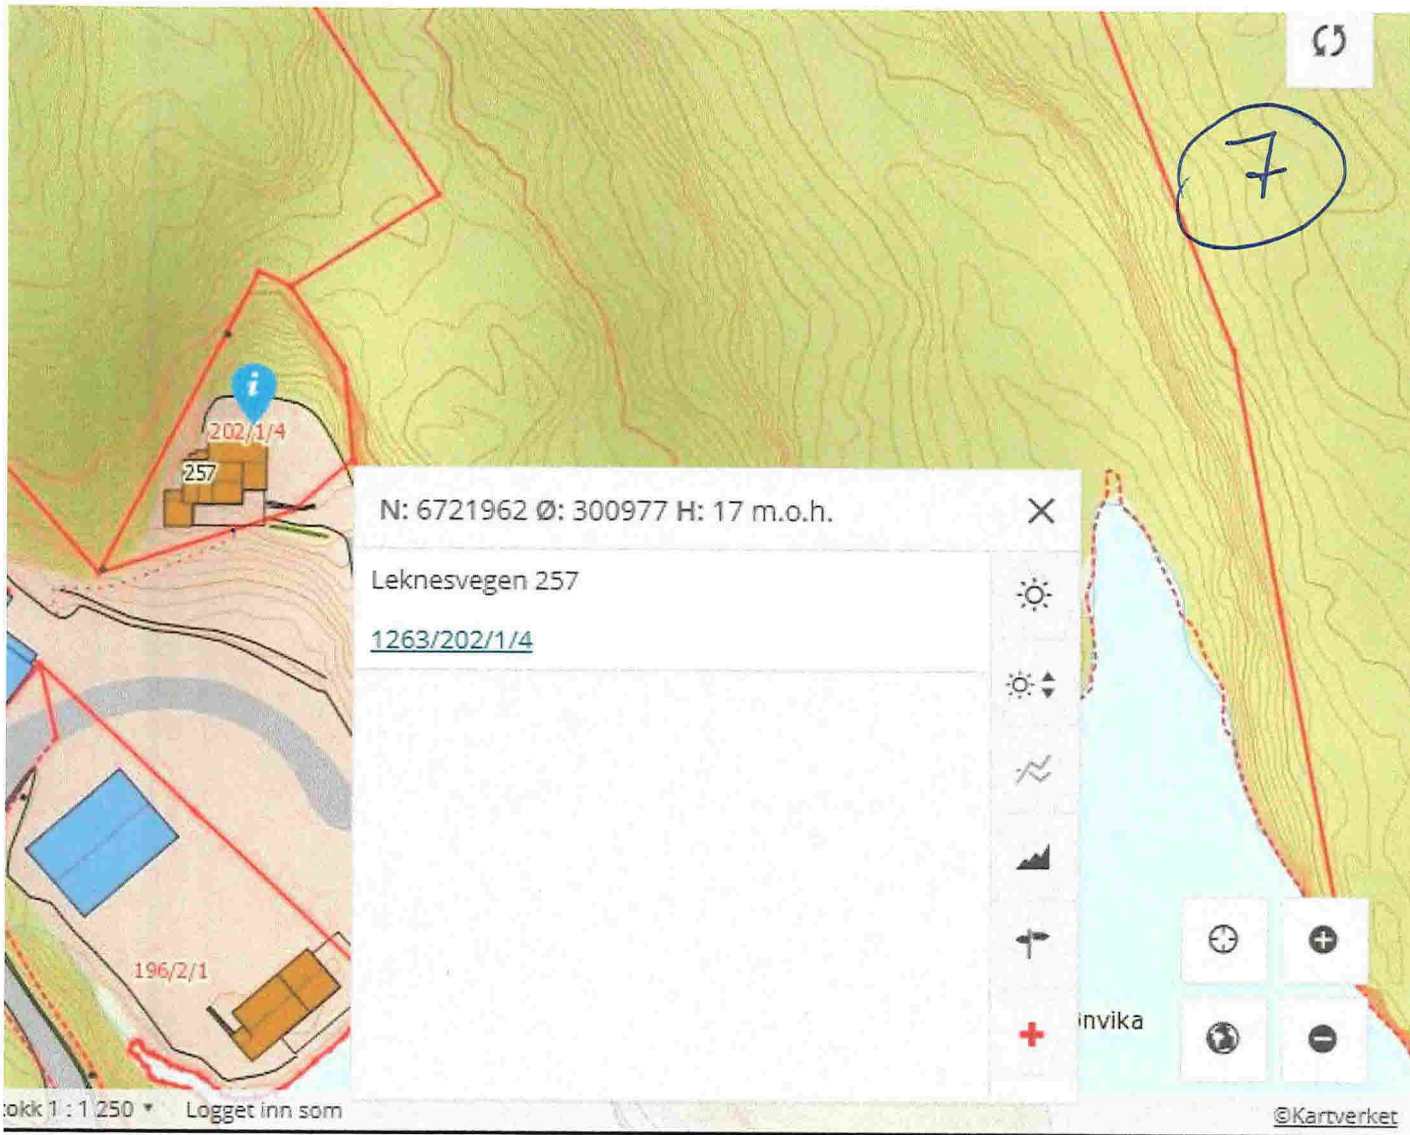 7
202/1/4
257
N: 6721962 Ø: 300977 H: 17 m.o.h.
Leknesvegen 257
1263/202/1/4
196/2/1
nvika
okk 1 : 1 250 Logget inn som
©Kartverket